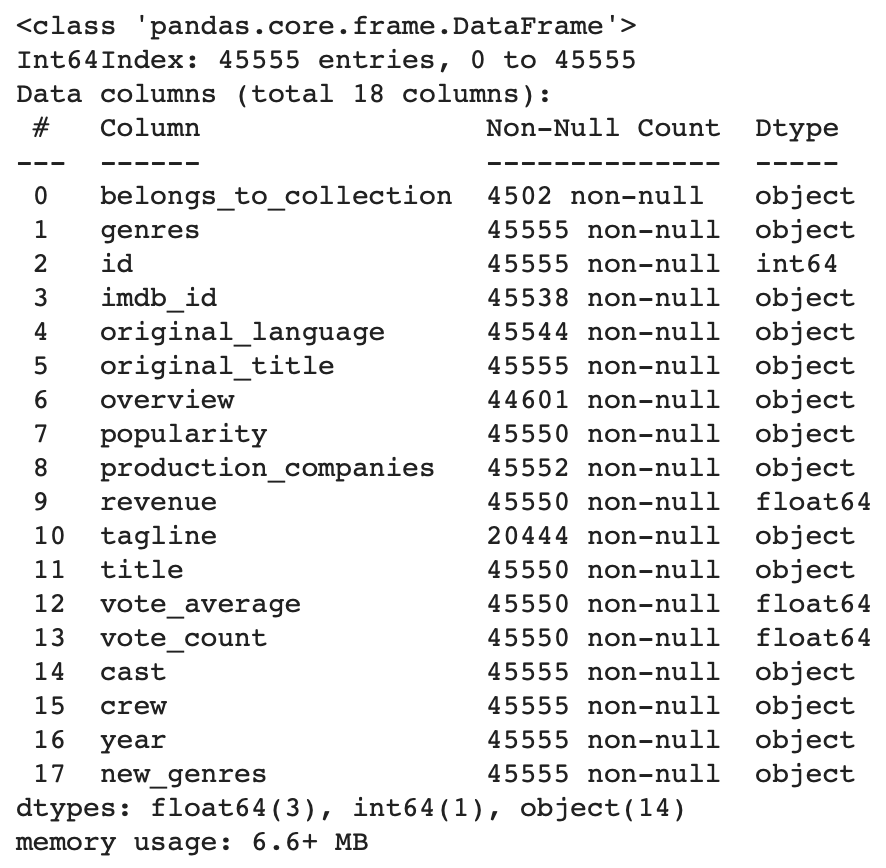 <class 'pandas.core.frame.DataFrame'>
Int64Index: 45555 entries, 0 to 45555
Data columns (total 18 columns):
 #   Column                 Non-Null Count  Dtype
---  ------                 --------------  -----
 0   belongs_to_collection  4502 non-null   object
 1   genres                 45555 non-null  object
 2   id                     45555 non-null  int64
 3   imdb_id                45538 non-null  object
 4   original_language      45544 non-null  object
 5   original_title         45555 non-null  object
 6   overview               44601 non-null  object
 7   popularity             45550 non-null  object
 8   production_companies   45552 non-null  object
 9   revenue                45550 non-null  float64
 10  tagline                20444 non-null  object
 11  title                  45550 non-null  object
 12  vote_average           45550 non-null  float64
 13  vote_count             45550 non-null  float64
 14  cast                   45555 non-null  object
 15  crew                   45555 non-null  object
 16  year                   45555 non-null  object
 17  new_genres             45555 non-null  object
dtypes: float64(3), int64(1), object(14)
memory usage: 6.6+ MB